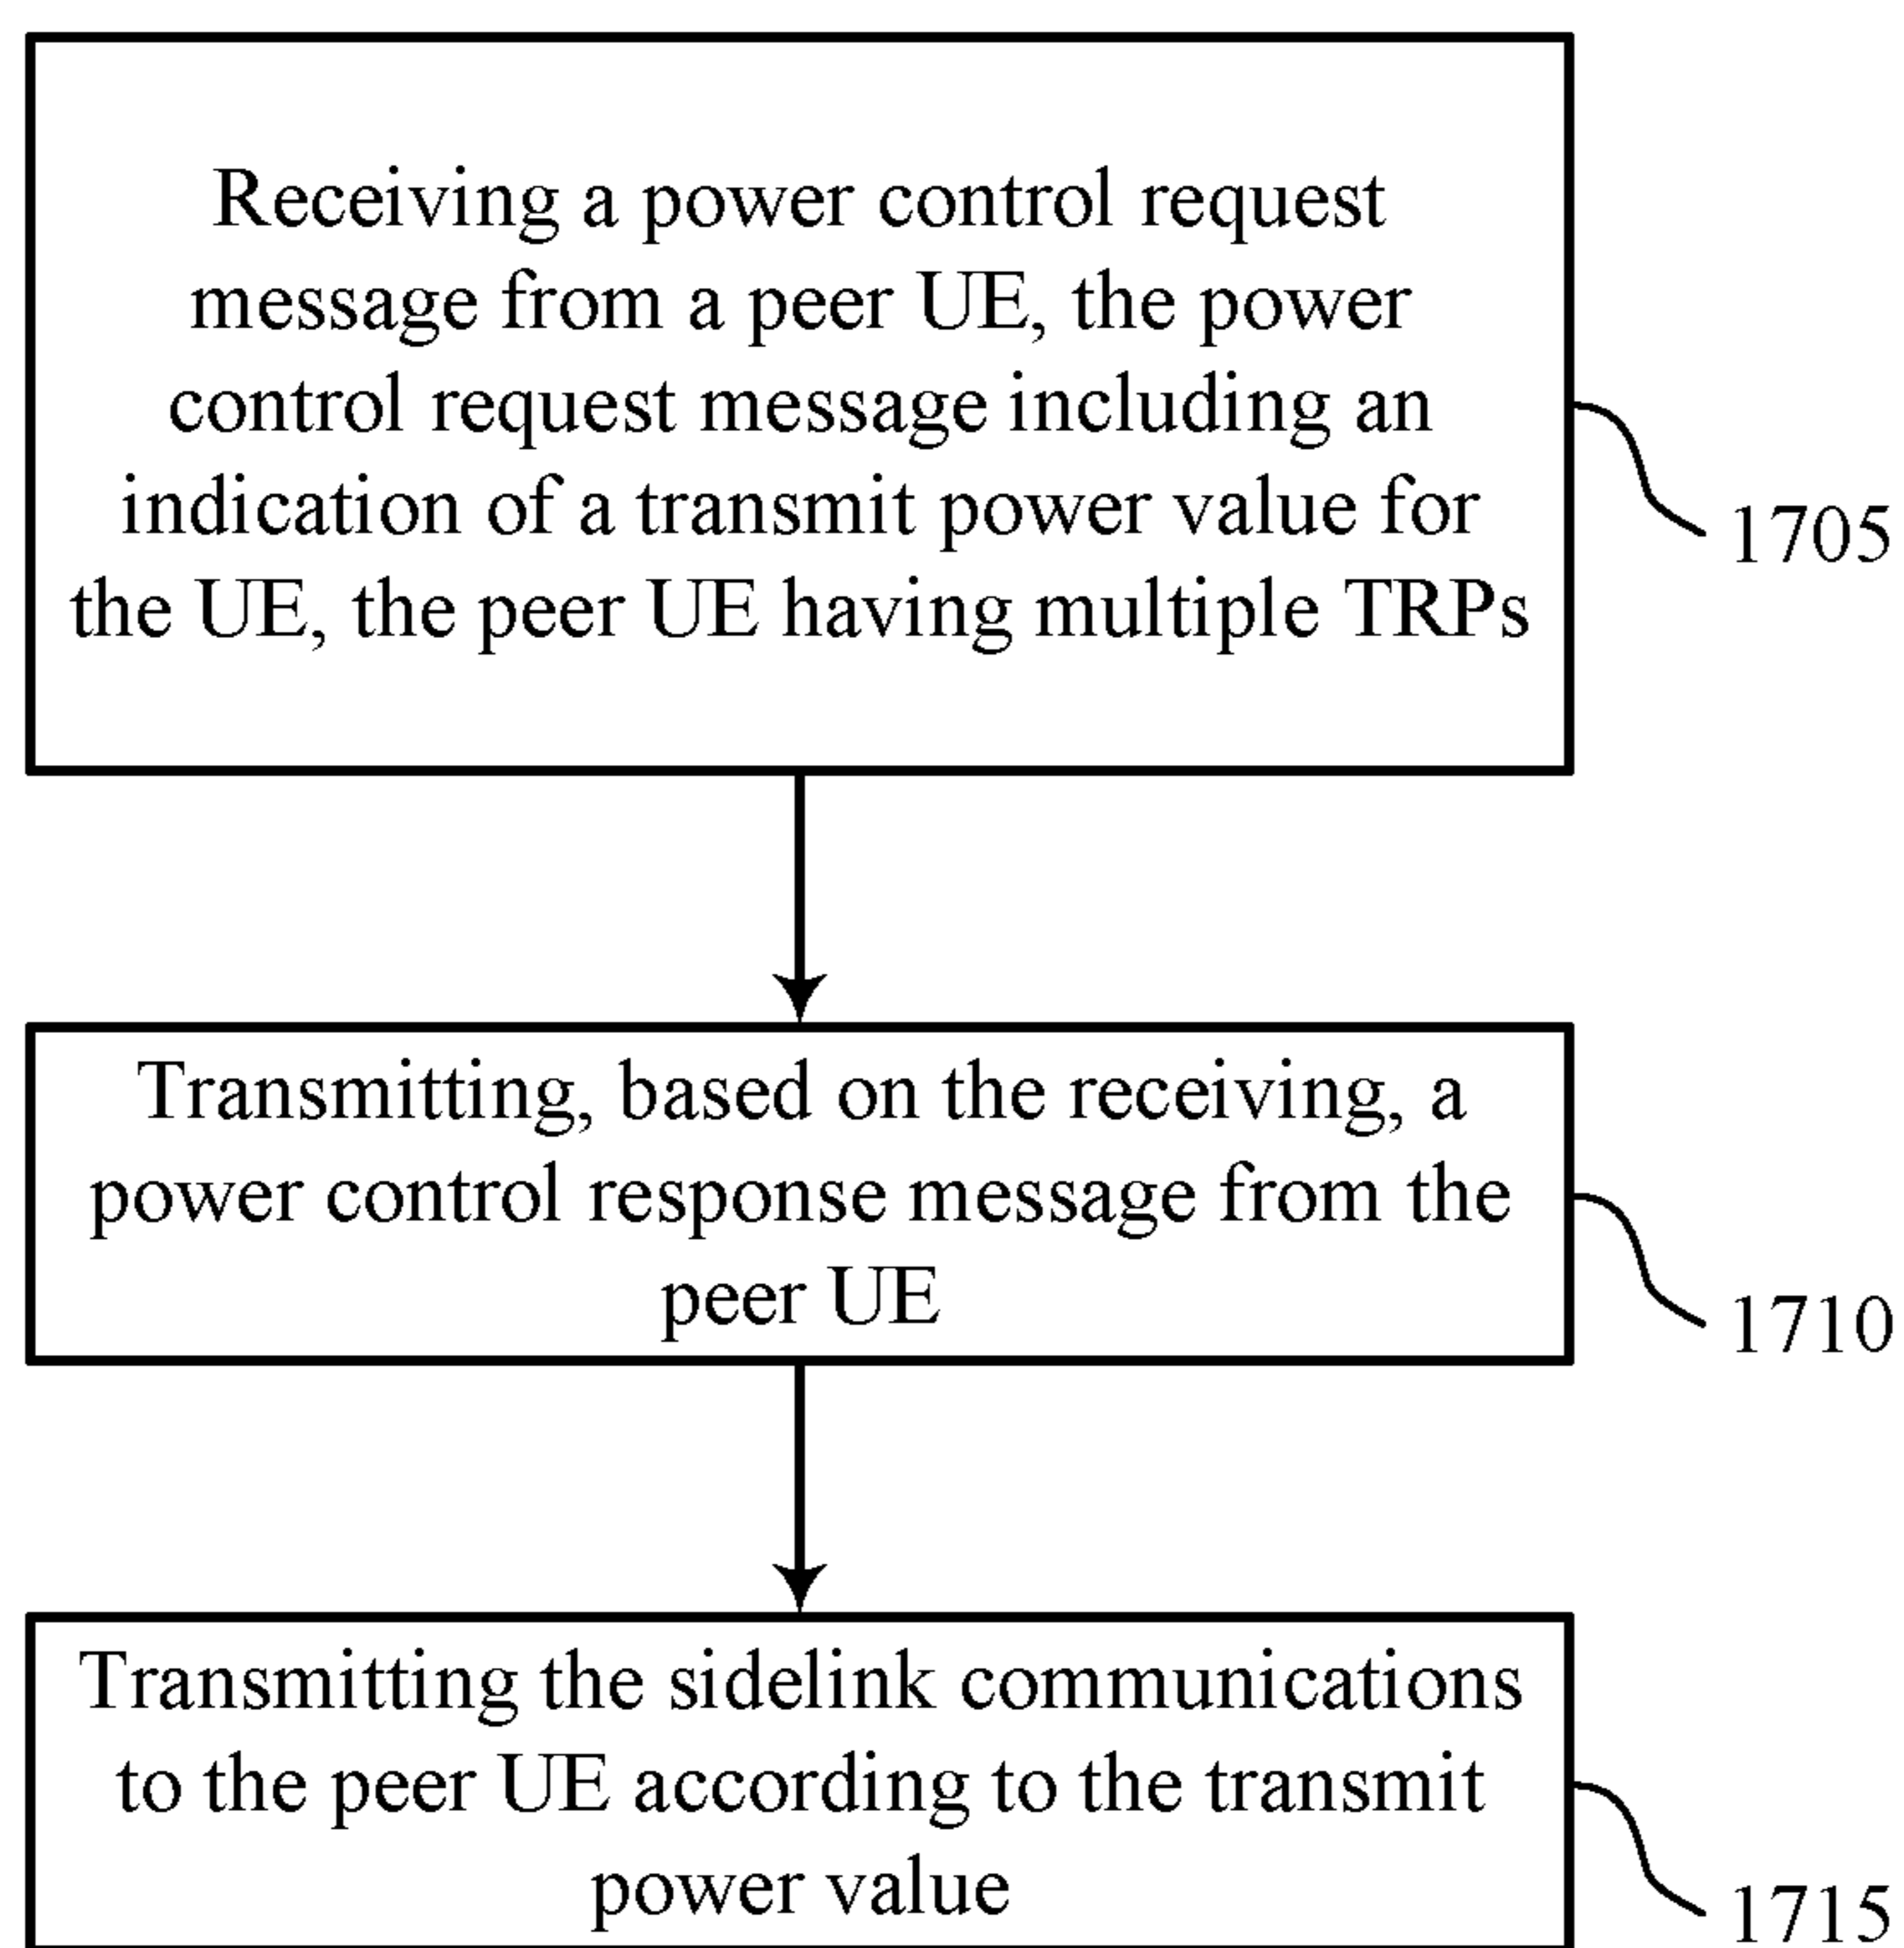 Receiving a power control request
message from a peer UE, the power
control request message including an
indication of a transmit power value for
the UE, the peer UE having multiple TRPs
1705
Transmitting, based on the receiving, a
power control response message from the
peer UE
1710
Transmitting the sidelink communications
to the peer UE according to the transmit
power value
1715